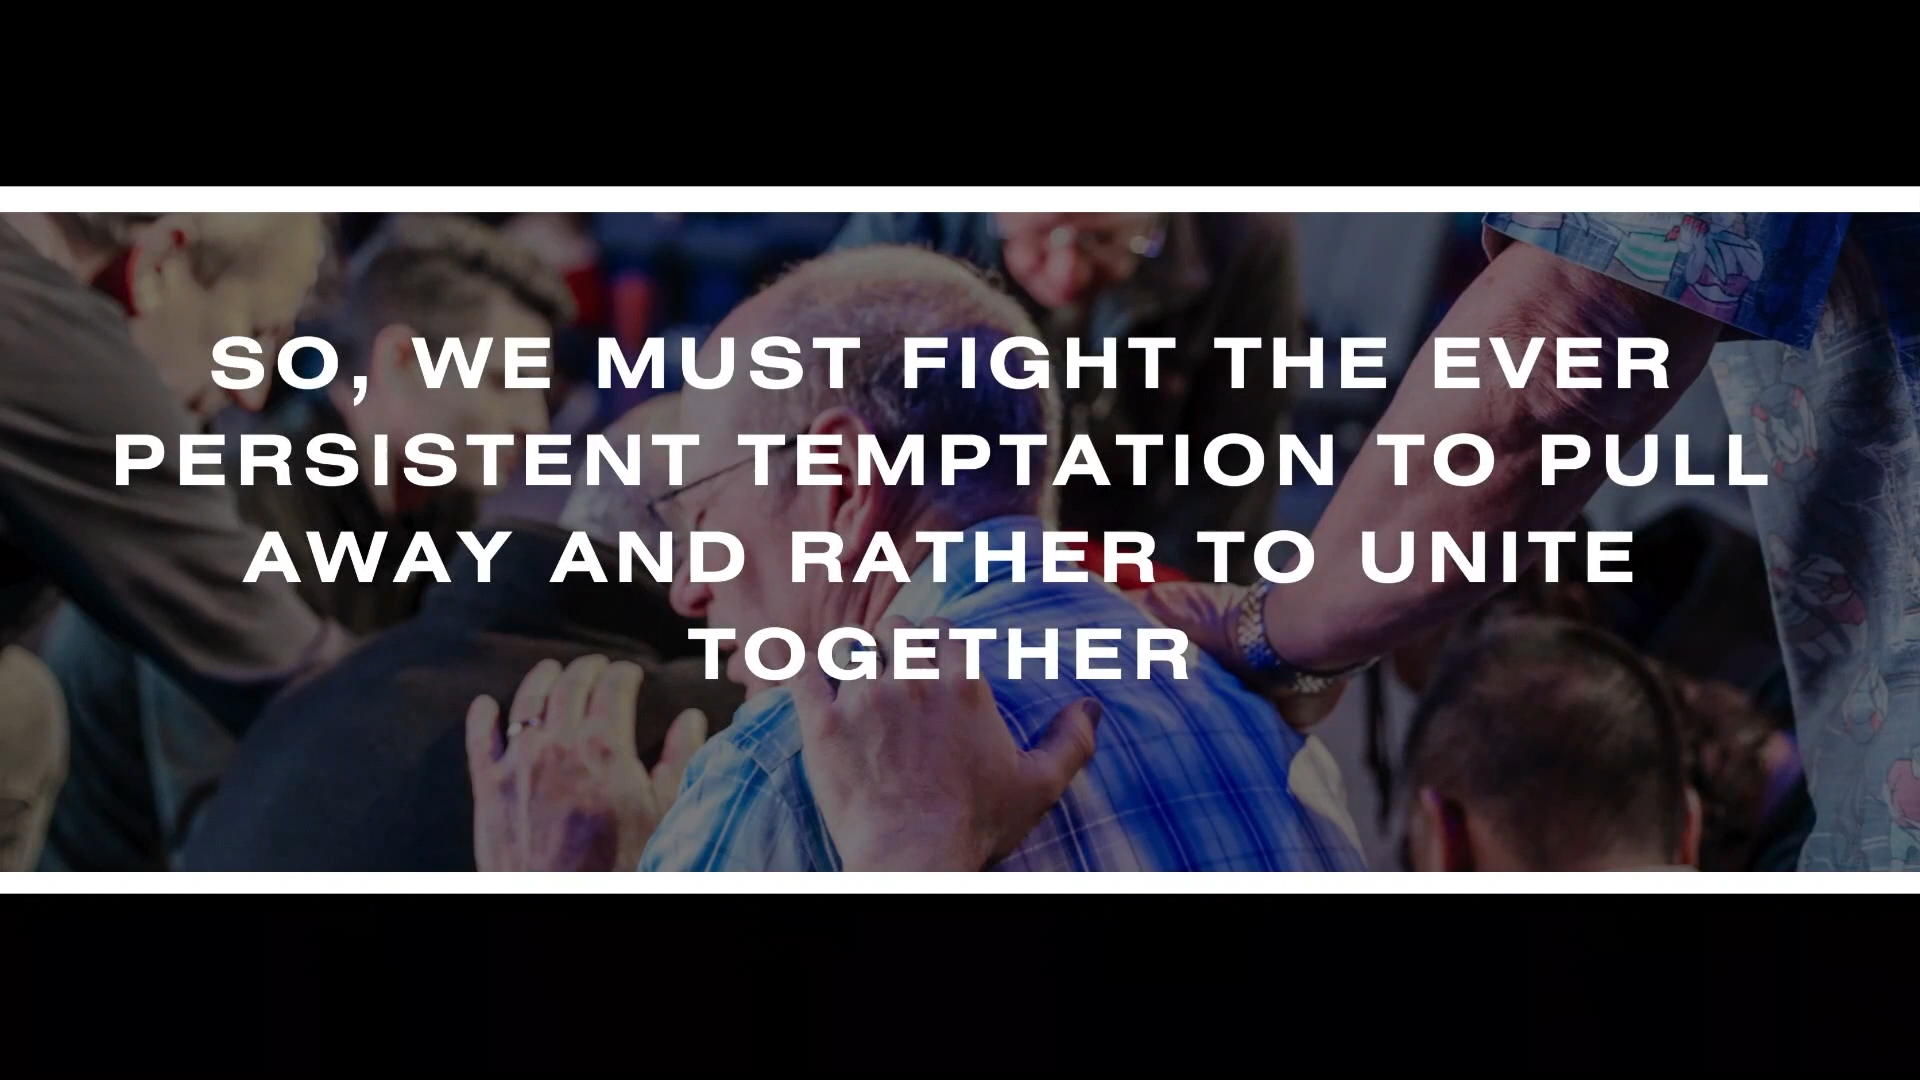 SO, WE MUST FIGHT THE EVER
PERSISTENT TEMPTATION TO PULL
AWAY AND RATHER TO UNITE
TOGETHER